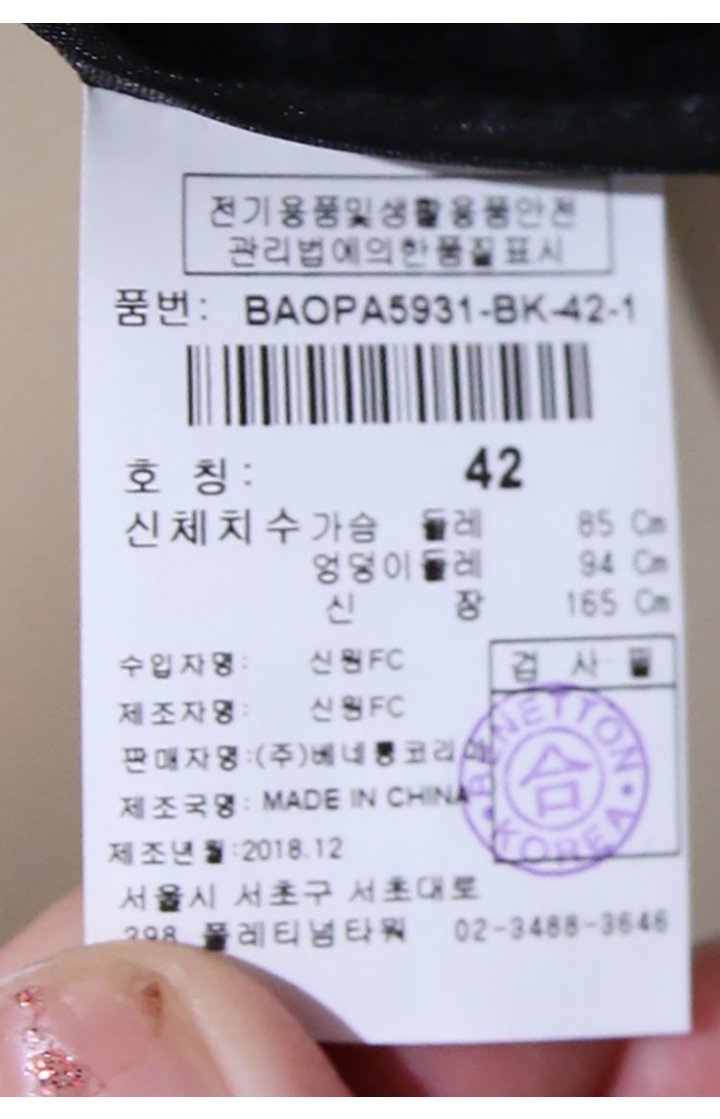 전기용품및생활용품안전
관리법에의한품질표시
품번: BAOPA5931-BK-42-1
호 칭: 42
신체치수 가슴 둘레 85 Cm
엉덩이둘레 94 Cm
신 장 165 Cm
수입자명: 신원FC
제조자명: 신원FC
판매자명:(주)베네통코리아
제조국명: MADE IN CHINA
제조년월:2018.12
서울시 서초구 서초대로
398 플레티넘타워 02-3488-3646
검 사 필
BENETTON
合
KOREA